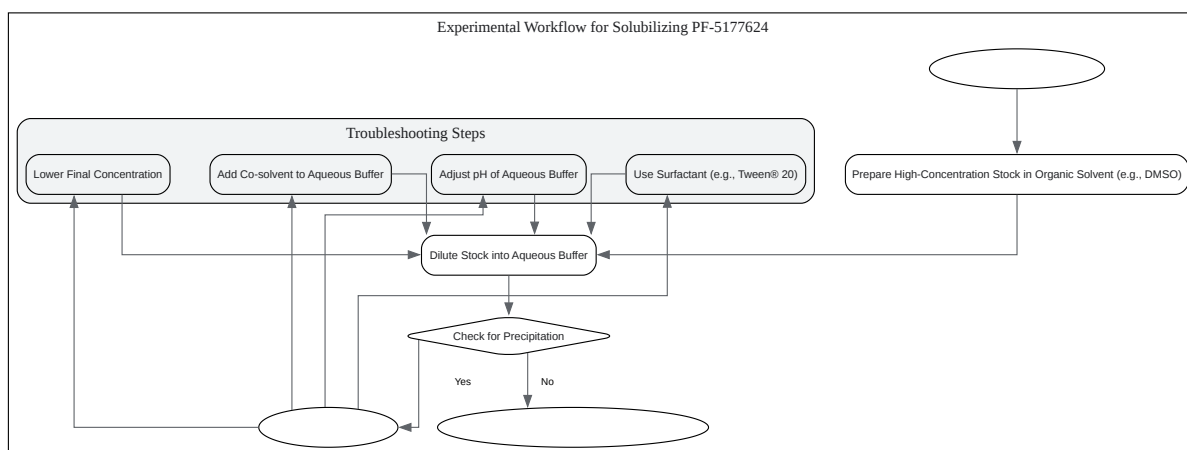 Experimental Workflow for Solubilizing PF-5177624
Troubleshooting Steps
Lower Final Concentration
Add Co-solvent to Aqueous Buffer
Adjust pH of Aqueous Buffer
Use Surfactant (e.g., Tween® 20)
Prepare High-Concentration Stock in Organic Solvent (e.g., DMSO)
Dilute Stock into Aqueous Buffer
Check for Precipitation
Yes
No